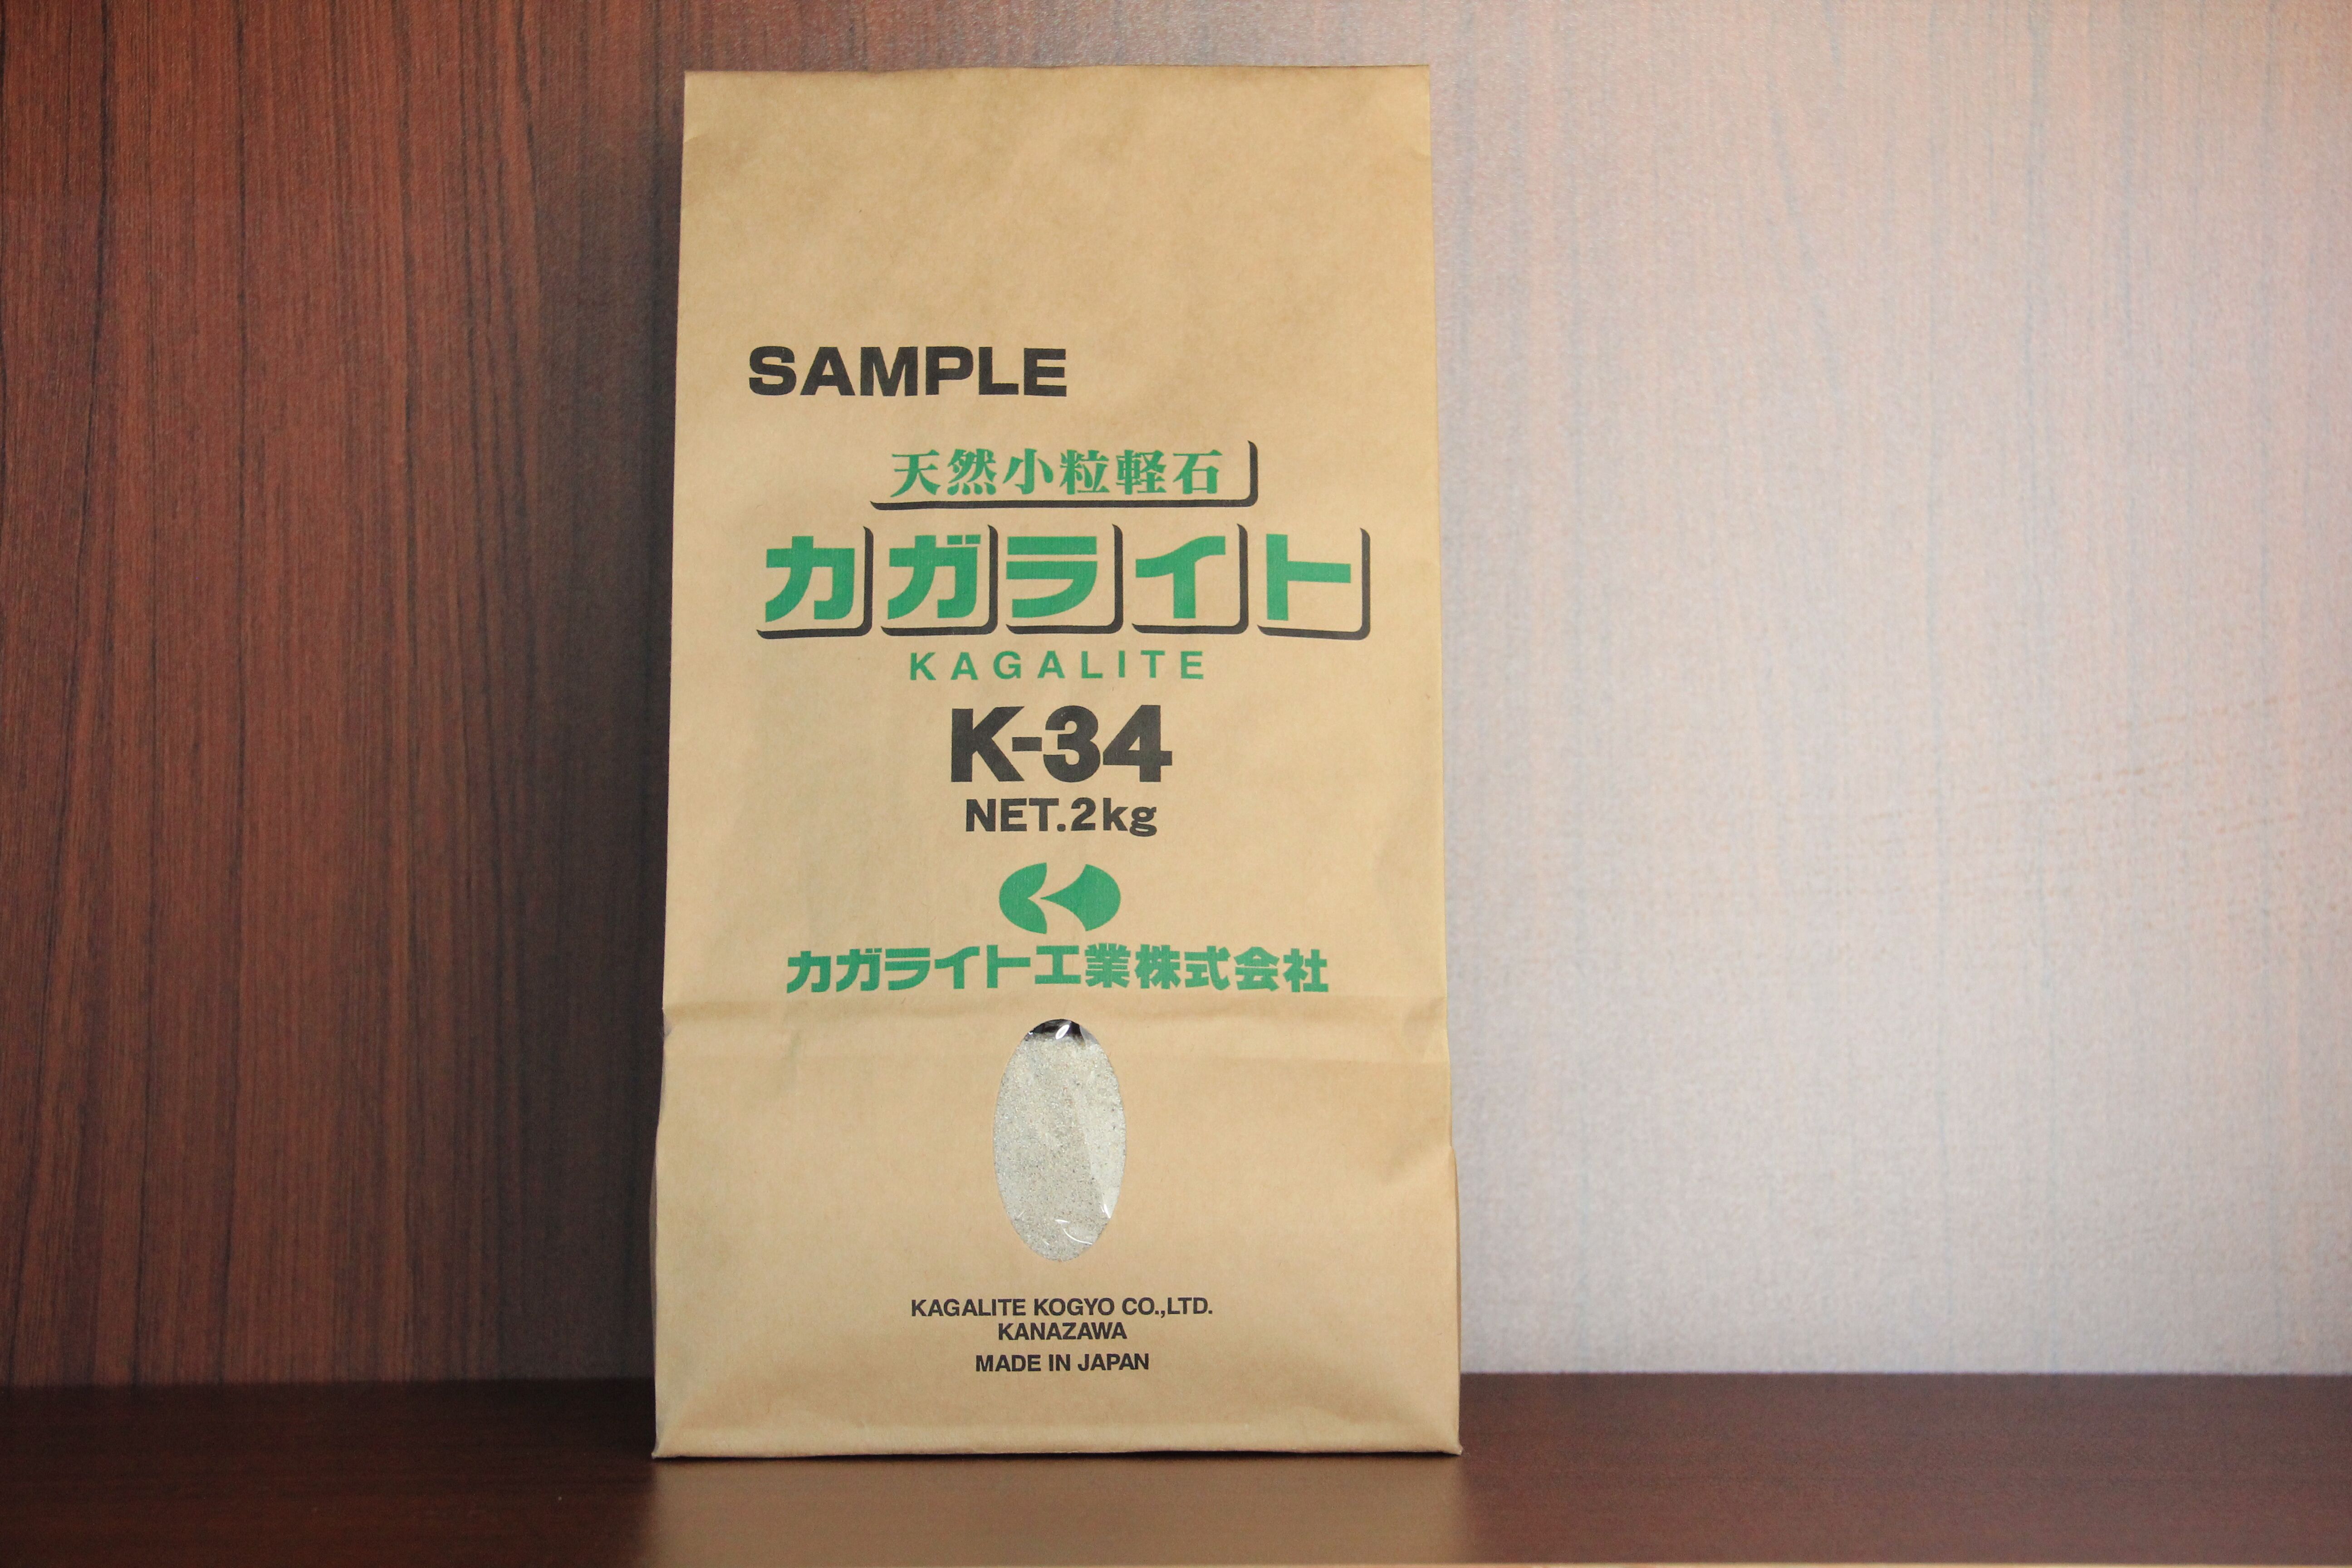 SAMPLE
天然小粒軽石
カガライト
KAGALITE
K-34
NET.2kg
カガライト工業株式会社
KAGALITE KOGYO CO.,LTD.
KANAZAWA
MADE IN JAPAN